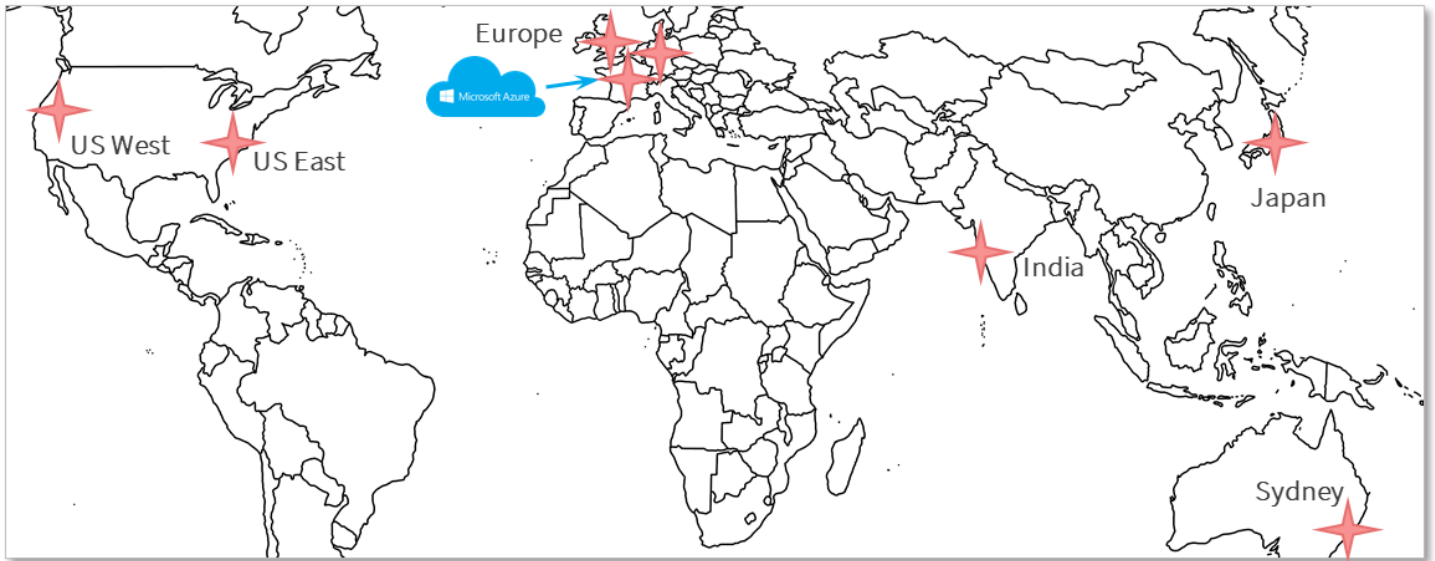 Europe
Microsoft Azure
US West
US East
Japan
India
Sydney